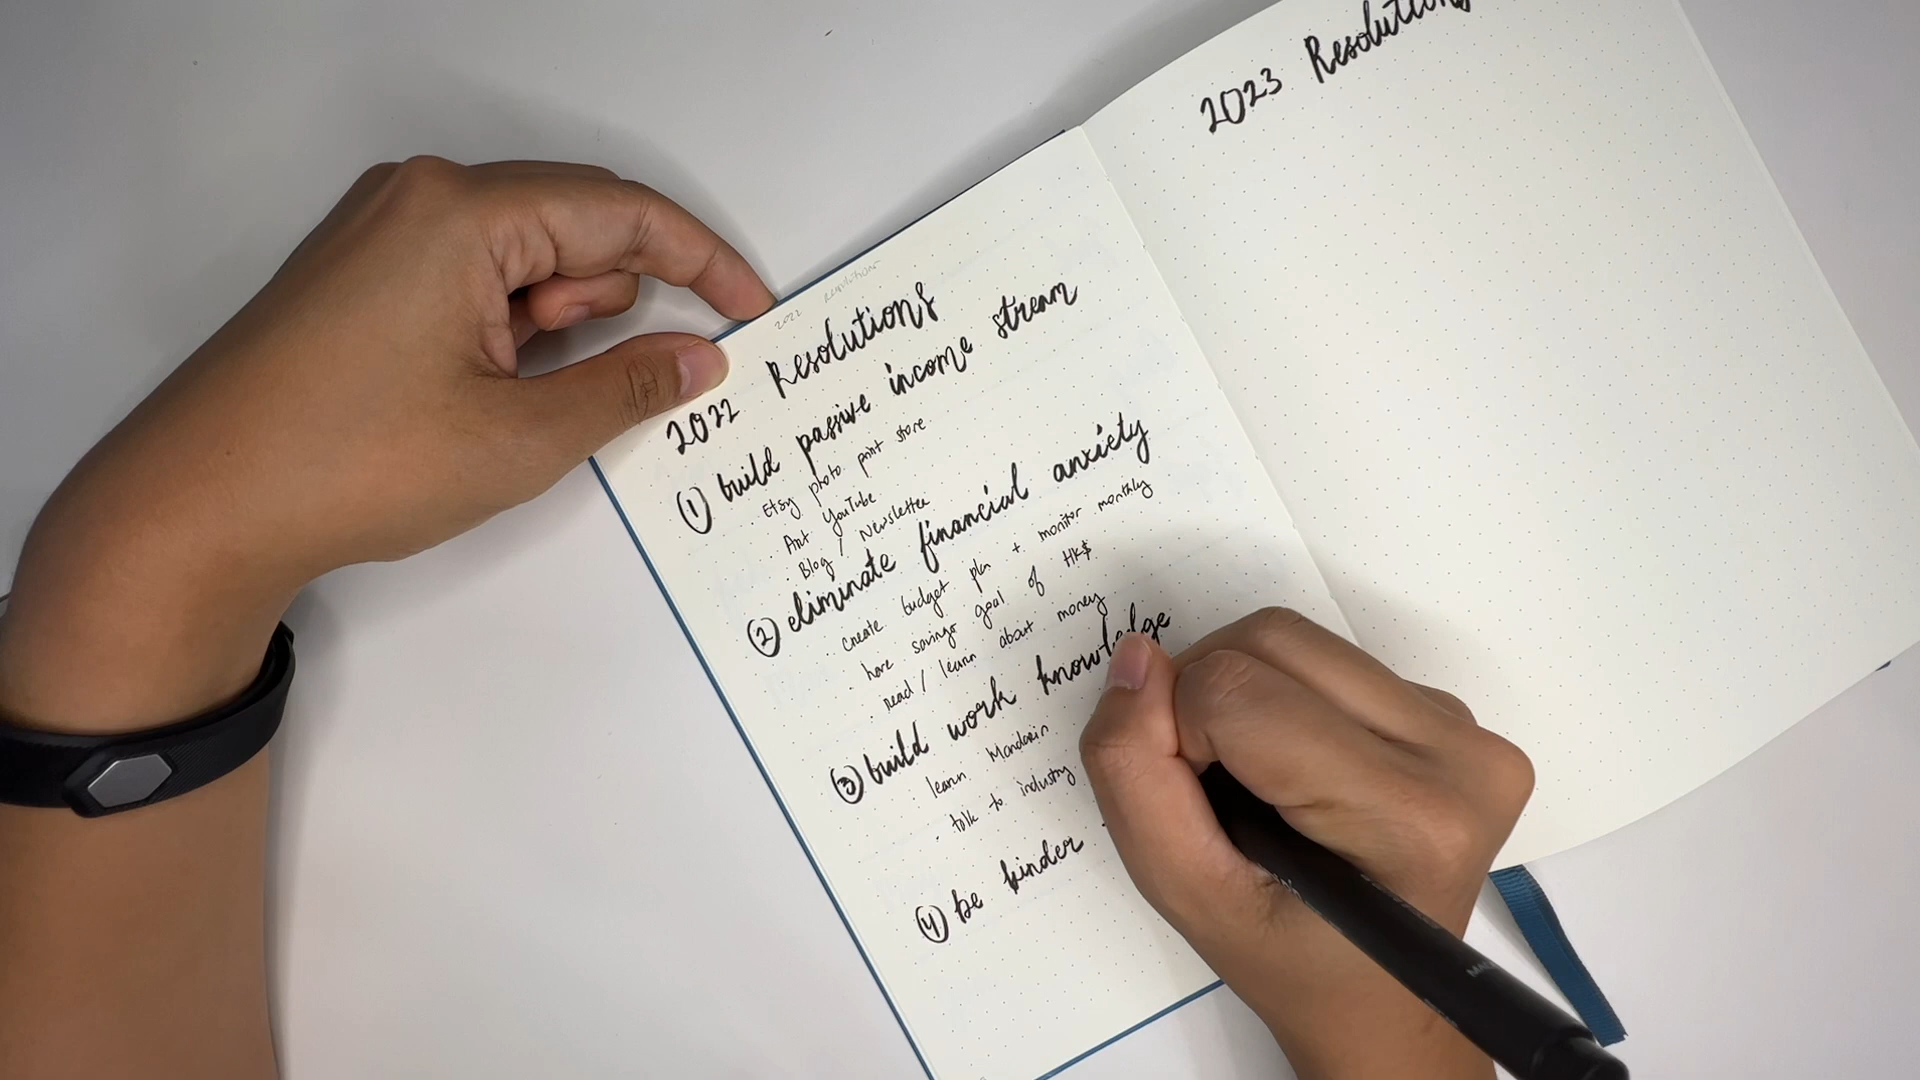 2022 Resolutions
2022 Resolutions
① build passive income stream
· Etsy photo print store
· Art YouTube
· Blog / Newsletter
② eliminate financial anxiety
· create budget plan + monitor monthly
· have savings goal of HK$
· read / learn about money
③ build work knowledge
· learn Mandarin
· talk to industry
④ be kinder
2023 Resolutions